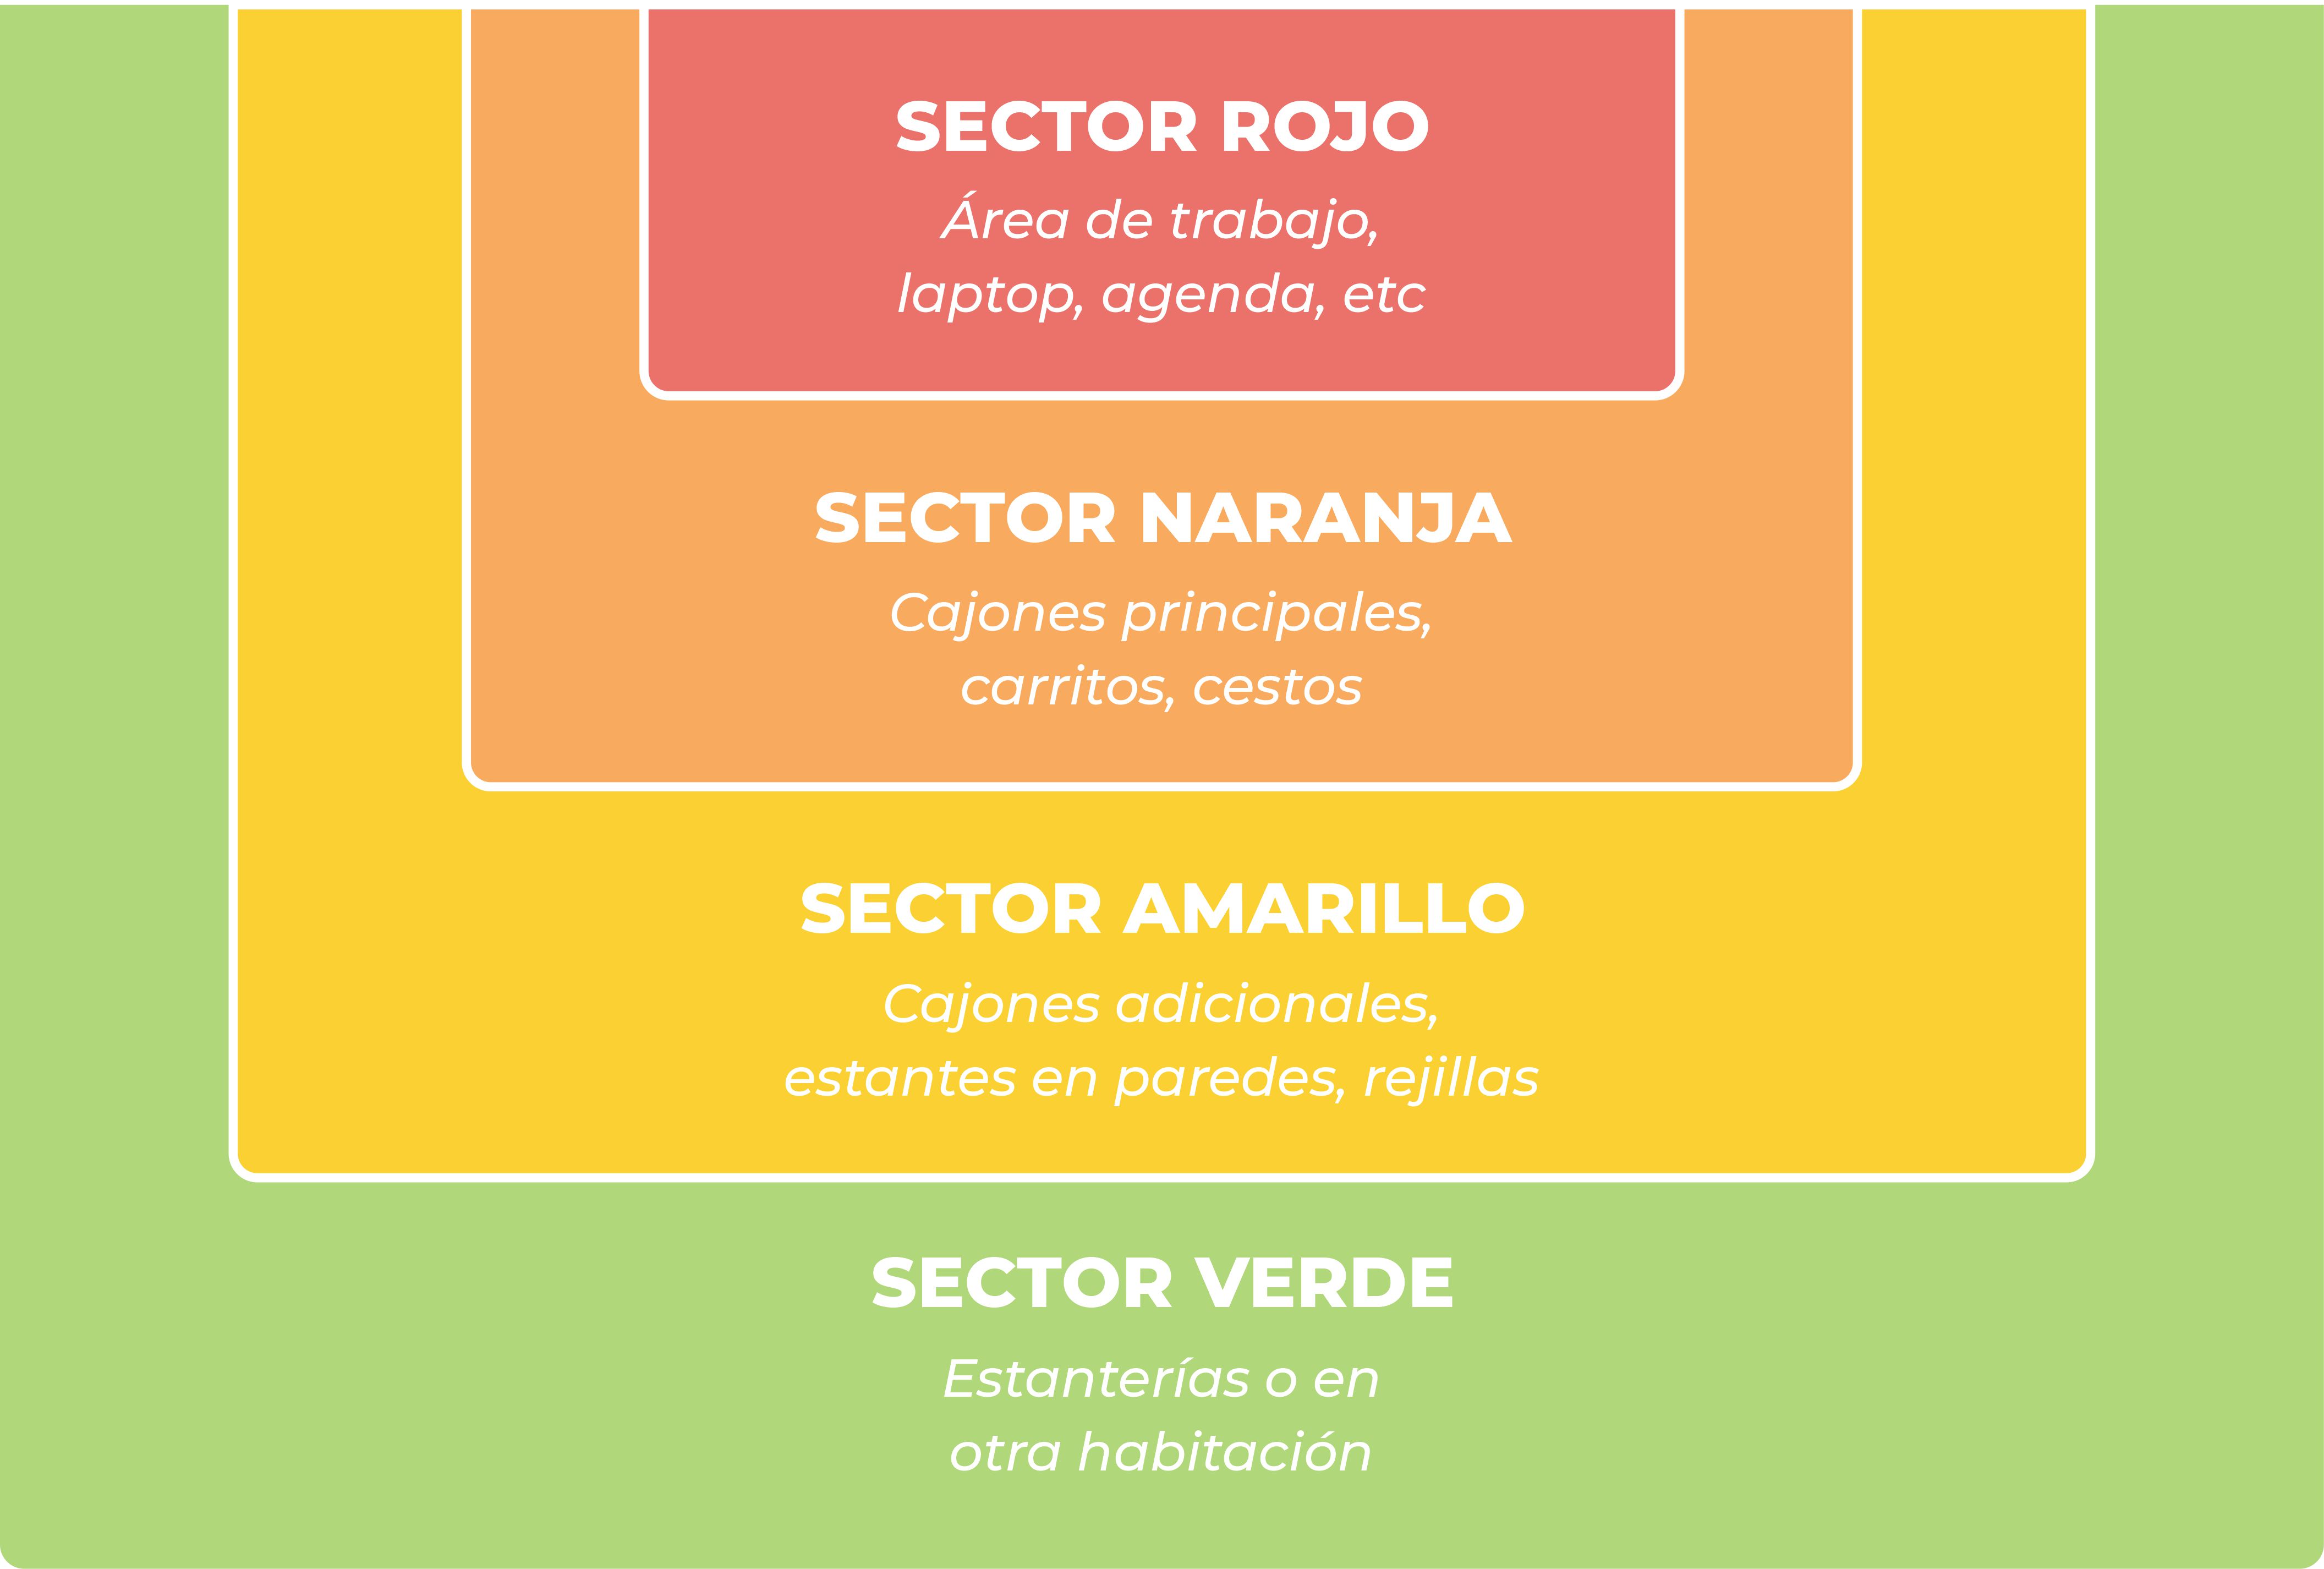 SECTOR ROJO
Área de trabajo,
laptop, agenda, etc
SECTOR NARANJA
Cajones principales,
carritos, cestos
SECTOR AMARILLO
Cajones adicionales,
estantes en paredes, rejillas
SECTOR VERDE
Estanterías o en
otra habitación